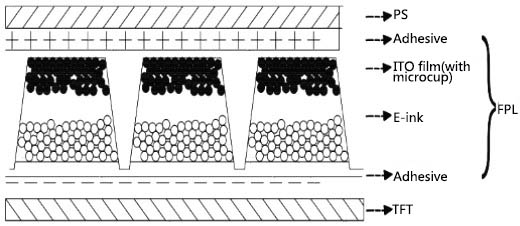 PS
Adhesive
ITO film(with
microcup)
E-ink
FPL
Adhesive
TFT